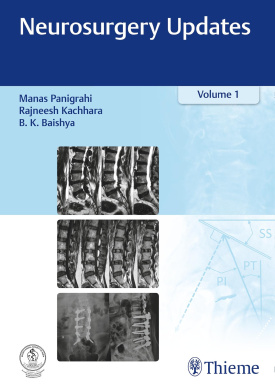 Neurosurgery Updates
Volume 1
Manas Panigrahi
Rajneesh Kachhara
B. K. Baishya
SS
PT
PI
Thieme